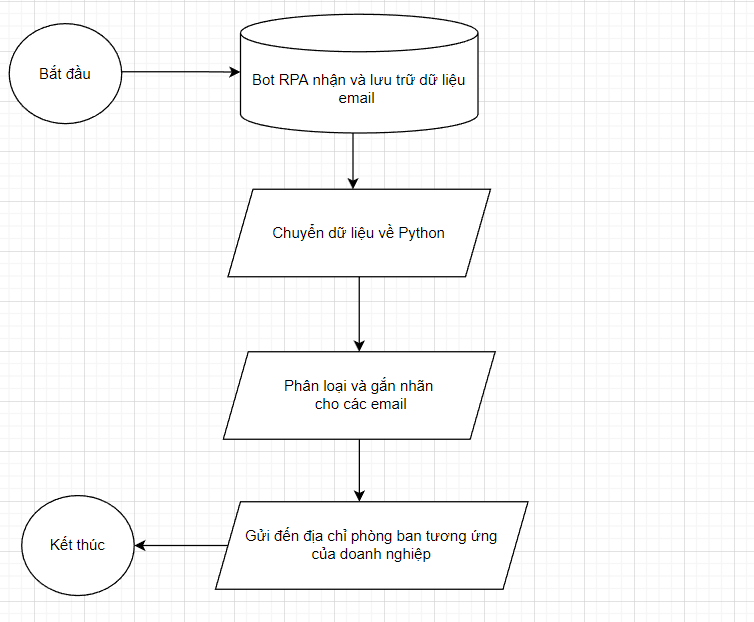 Bắt đầu
Bot RPA nhận và lưu trữ dữ liệu
email
Chuyển dữ liệu về Python
Phân loại và gắn nhãn
cho các email
Gửi đến địa chỉ phòng ban tương ứng
của doanh nghiệp
Kết thúc